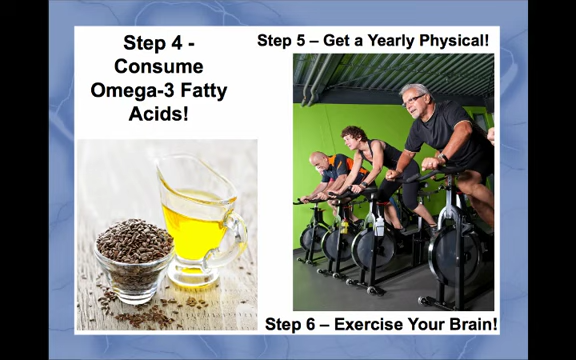 Step 4 -
Consume
Omega-3 Fatty
Acids!
Step 5 – Get a Yearly Physical!
Step 6 – Exercise Your Brain!